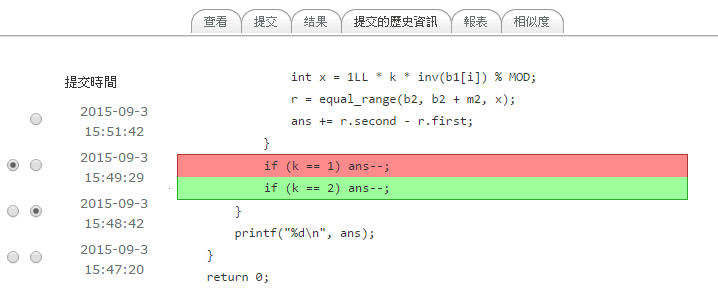 查看 提交 结果 提交的歷史資訊 報表 相似度
提交時間
2015-09-3
15:51:42
2015-09-3
15:49:29
2015-09-3
15:48:42
2015-09-3
15:47:20
int x = 1LL * k * inv(b1[i]) % MOD;
r = equal_range(b2, b2 + m2, x);
ans += r.second - r.first;
}
if (k == 1) ans--;
if (k == 2) ans--;
}
printf("%d\n", ans);
}
return 0;